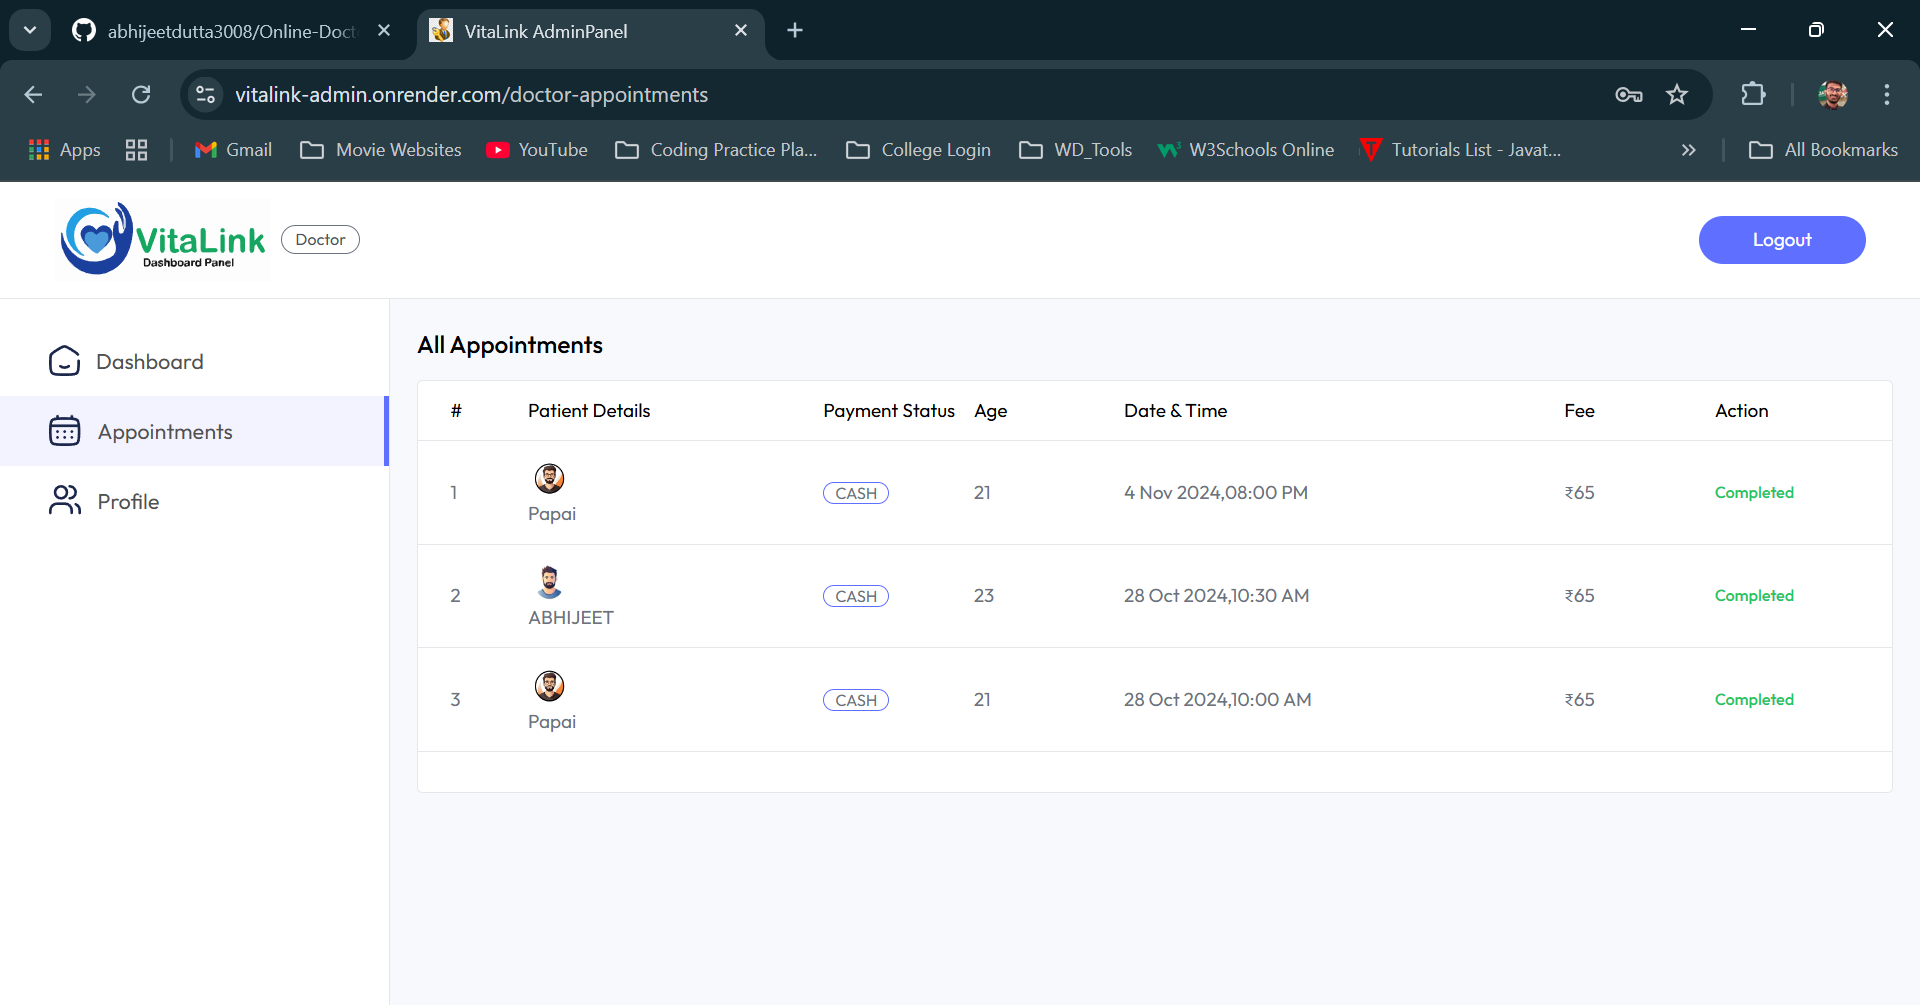 abhijeetdutta3008/Online-Doct
VitaLink AdminPanel
vitalink-admin.onrender.com/doctor-appointments
Apps
Gmail
Movie Websites
YouTube
Coding Practice Pla...
College Login
WD_Tools
W3Schools Online
Tutorials List - Javat...
All Bookmarks
VitaLink
Dashboard Panel
Doctor
Logout
Dashboard
Appointments
Profile
All Appointments
# Patient Details Payment Status Age Date & Time Fee Action
1 Papai CASH 21 4 Nov 2024,08:00 PM ₹65 Completed
2 ABHIJEET CASH 23 28 Oct 2024,10:30 AM ₹65 Completed
3 Papai CASH 21 28 Oct 2024,10:00 AM ₹65 Completed